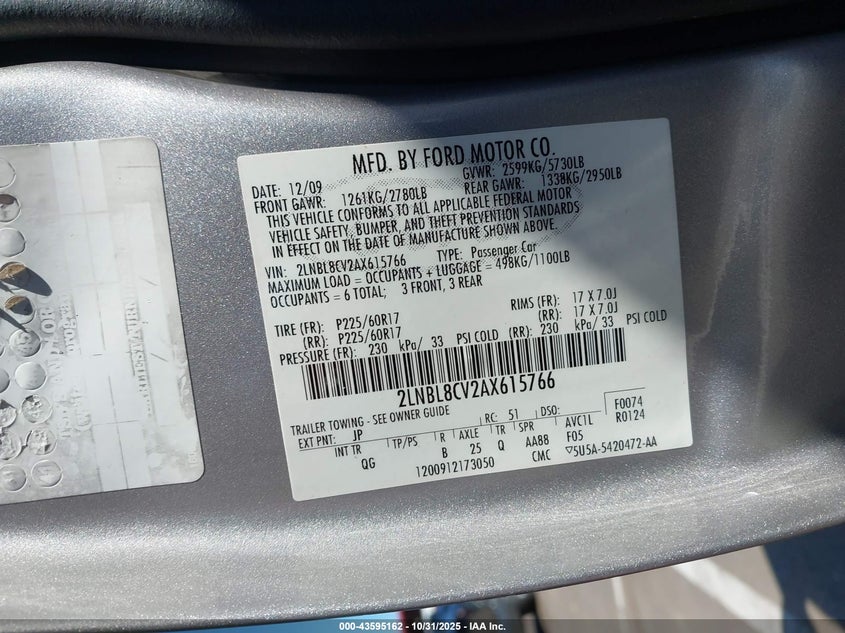 MFD. BY FORD MOTOR CO.
DATE: 12/09 GVWR: 2599KG/5730LB
FRONT GAWR: 1261KG/2780LB REAR GAWR: 1338KG/2950LB
THIS VEHICLE CONFORMS TO ALL APPLICABLE FEDERAL MOTOR
VEHICLE SAFETY, BUMPER, AND THEFT PREVENTION STANDARDS
IN EFFECT ON THE DATE OF MANUFACTURE SHOWN ABOVE.
VIN: 2LNBL8CV2AX615766 TYPE: Passenger Car
MAXIMUM LOAD = OCCUPANTS + LUGGAGE = 498KG/1100LB
OCCUPANTS = 6 TOTAL; 3 FRONT, 3 REAR
TIRE (FR): P225/60R17 RIMS (FR): 17 X 7.0J
(RR): P225/60R17 (RR): 17 X 7.0J
PRESSURE (FR): 230 kPa/ 33 PSI COLD (RR): 230 kPa/ 33 PSI COLD
2LNBL8CV2AX615766
TRAILER TOWING - SEE OWNER GUIDE
EXT PNT: JP RC: 51 DSO: F0074
INT TR TP/PS R AXLE TR SPR AVC1L R0124
QG B 25 Q AA88 F05
1200912173050 CMC ▽5U5A-5420472-AA
000-43595162 - 10/31/2025 - IAA Inc.